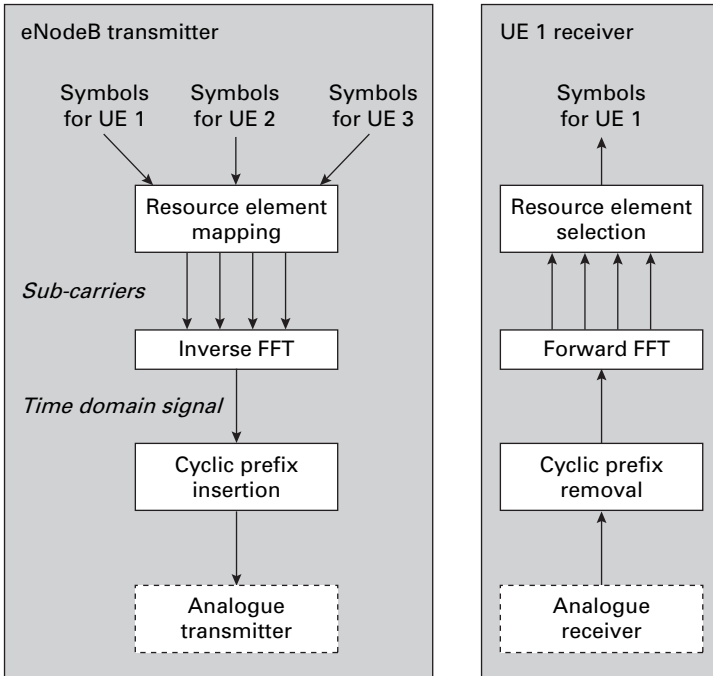 eNodeB transmitter
Symbols
for UE 1
Symbols
for UE 2
Symbols
for UE 3
Resource element
mapping
Sub-carriers
Inverse FFT
Time domain signal
Cyclic prefix
insertion
Analogue
transmitter
UE 1 receiver
Symbols
for UE 1
Resource element
selection
Forward FFT
Cyclic prefix
removal
Analogue
receiver